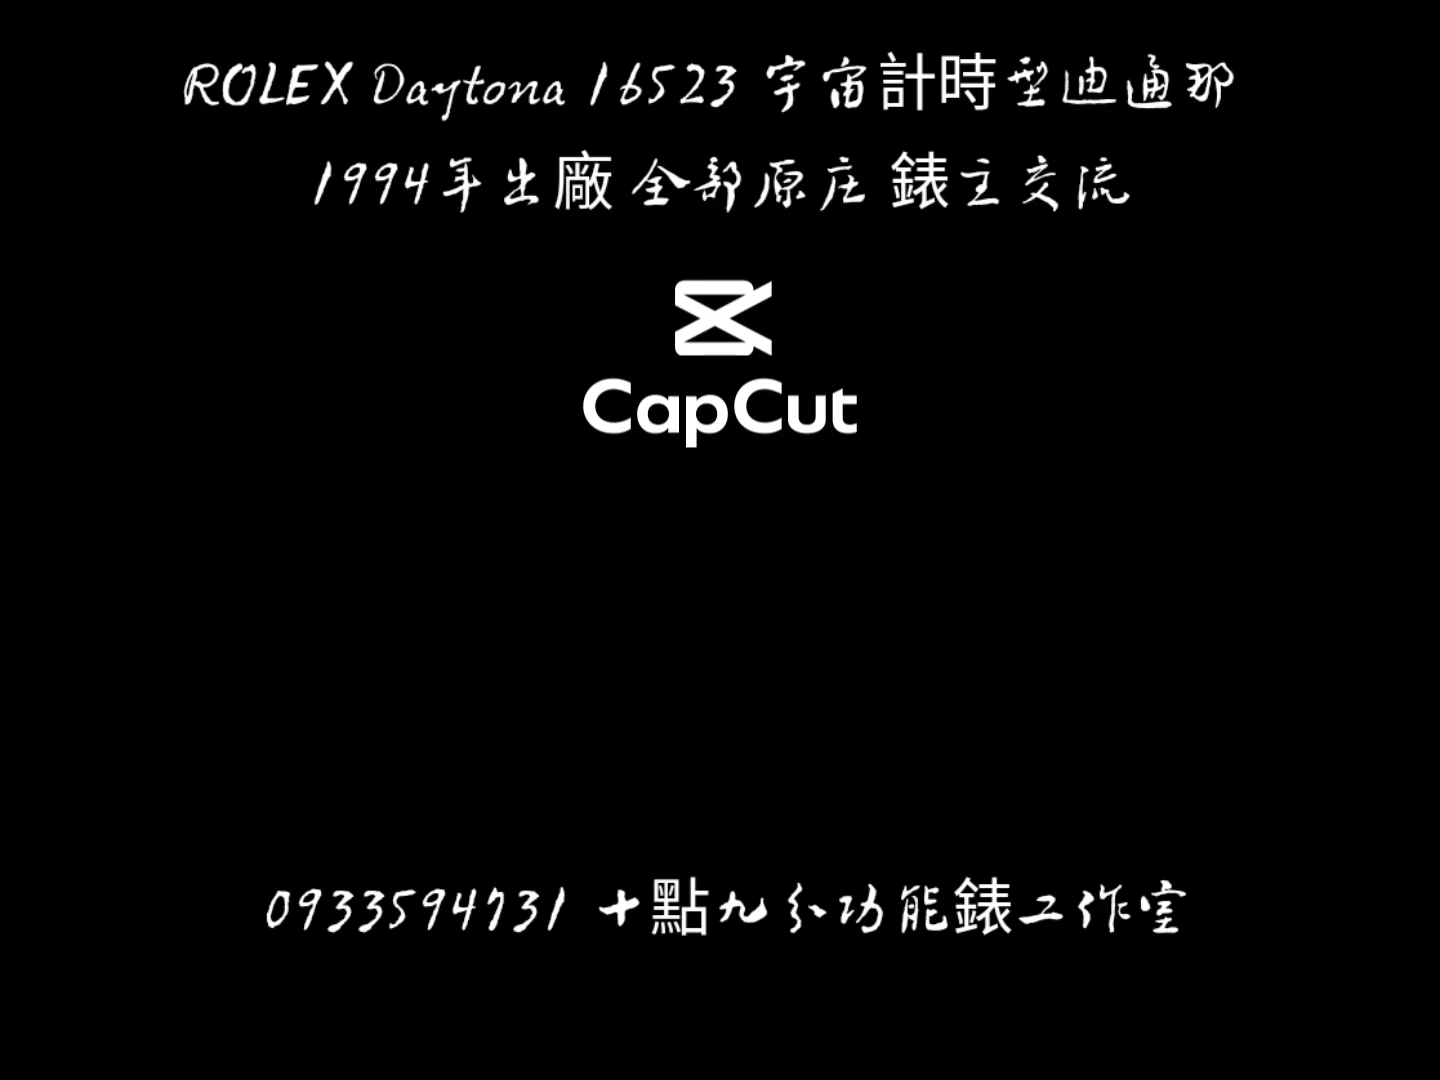 ROLEX Daytona 16523 宇宙計時型迪通那
1994年出廠 全部原庄 錶主交流
CapCut
0933594731 十點九分功能錶工作室